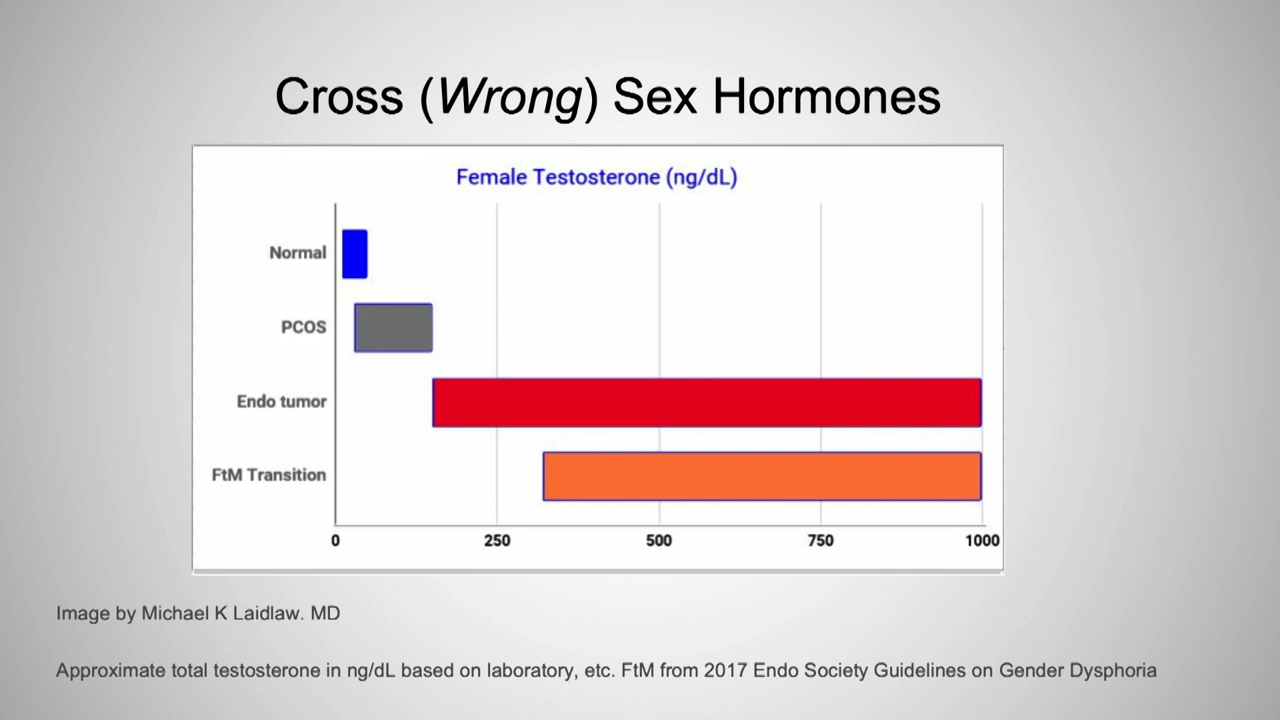 Cross (Wrong) Sex Hormones
Female Testosterone (ng/dL)
Normal
PCOS
Endo tumor
FtM Transition
0 250 500 750 1000
Image by Michael K Laidlaw. MD
Approximate total testosterone in ng/dL based on laboratory, etc. FtM from 2017 Endo Society Guidelines on Gender Dysphoria